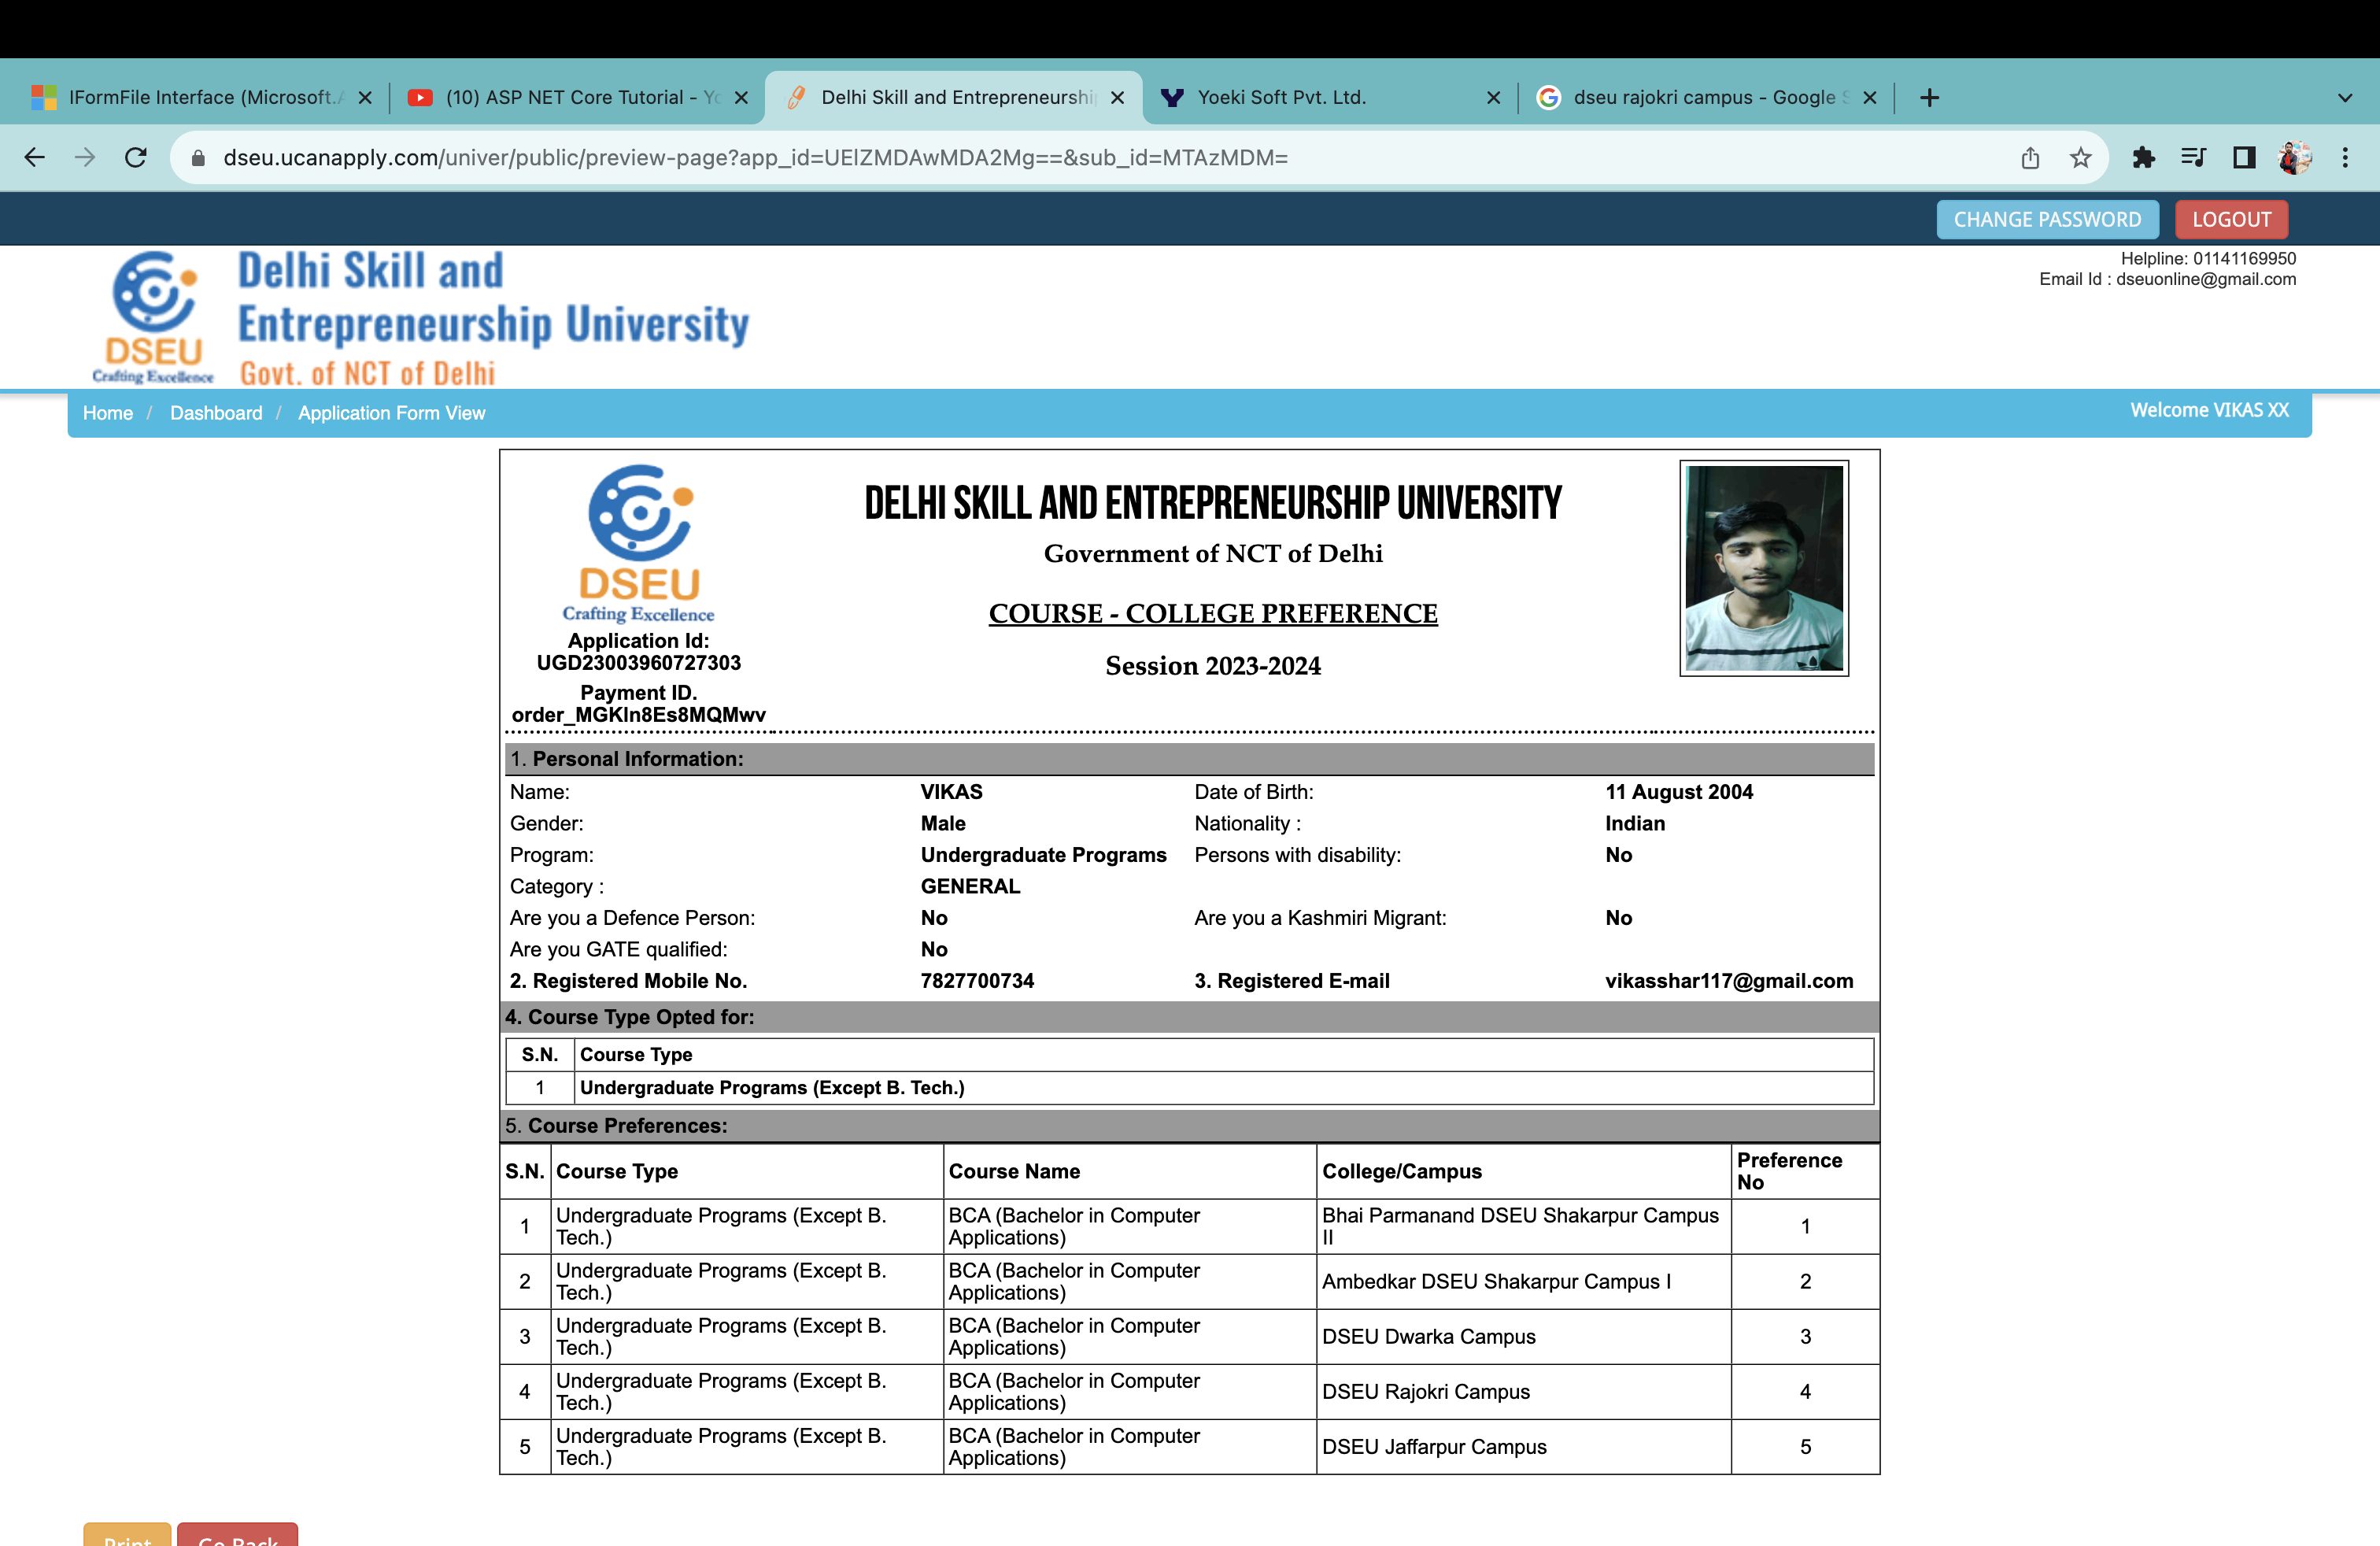 IFormFile Interface (Microsoft.A
(10) ASP NET Core Tutorial - Yo
Delhi Skill and Entrepreneurship
Yoeki Soft Pvt. Ltd.
dseu rajokri campus - Google S
dseu.ucanapply.com/univer/public/preview-page?app_id=UElZMDAwMDA2Mg==&sub_id=MTAzMDM=
CHANGE PASSWORD LOGOUT
DSEU
Crafting Excellence
Delhi Skill and
Entrepreneurship University
Govt. of NCT of Delhi
Helpline: 01141169950
Email Id : dseuonline@gmail.com
Home / Dashboard / Application Form View
Welcome VIKAS XX
DSEU
Crafting Excellence
Application Id:
UGD23003960727303
Payment ID.
order_MGKln8Es8MQMwv
DELHI SKILL AND ENTREPRENEURSHIP UNIVERSITY
Government of NCT of Delhi
COURSE - COLLEGE PREFERENCE
Session 2023-2024
1. Personal Information:
Name: VIKAS Date of Birth: 11 August 2004
Gender: Male Nationality : Indian
Program: Undergraduate Programs Persons with disability: No
Category : GENERAL
Are you a Defence Person: No Are you a Kashmiri Migrant: No
Are you GATE qualified: No
2. Registered Mobile No. 7827700734 3. Registered E-mail vikasshar117@gmail.com
4. Course Type Opted for:
S.N. Course Type
1 Undergraduate Programs (Except B. Tech.)
5. Course Preferences:
S.N. Course Type Course Name College/Campus Preference No
1 Undergraduate Programs (Except B. Tech.) BCA (Bachelor in Computer Applications) Bhai Parmanand DSEU Shakarpur Campus II 1
2 Undergraduate Programs (Except B. Tech.) BCA (Bachelor in Computer Applications) Ambedkar DSEU Shakarpur Campus I 2
3 Undergraduate Programs (Except B. Tech.) BCA (Bachelor in Computer Applications) DSEU Dwarka Campus 3
4 Undergraduate Programs (Except B. Tech.) BCA (Bachelor in Computer Applications) DSEU Rajokri Campus 4
5 Undergraduate Programs (Except B. Tech.) BCA (Bachelor in Computer Applications) DSEU Jaffarpur Campus 5
Print Go Back